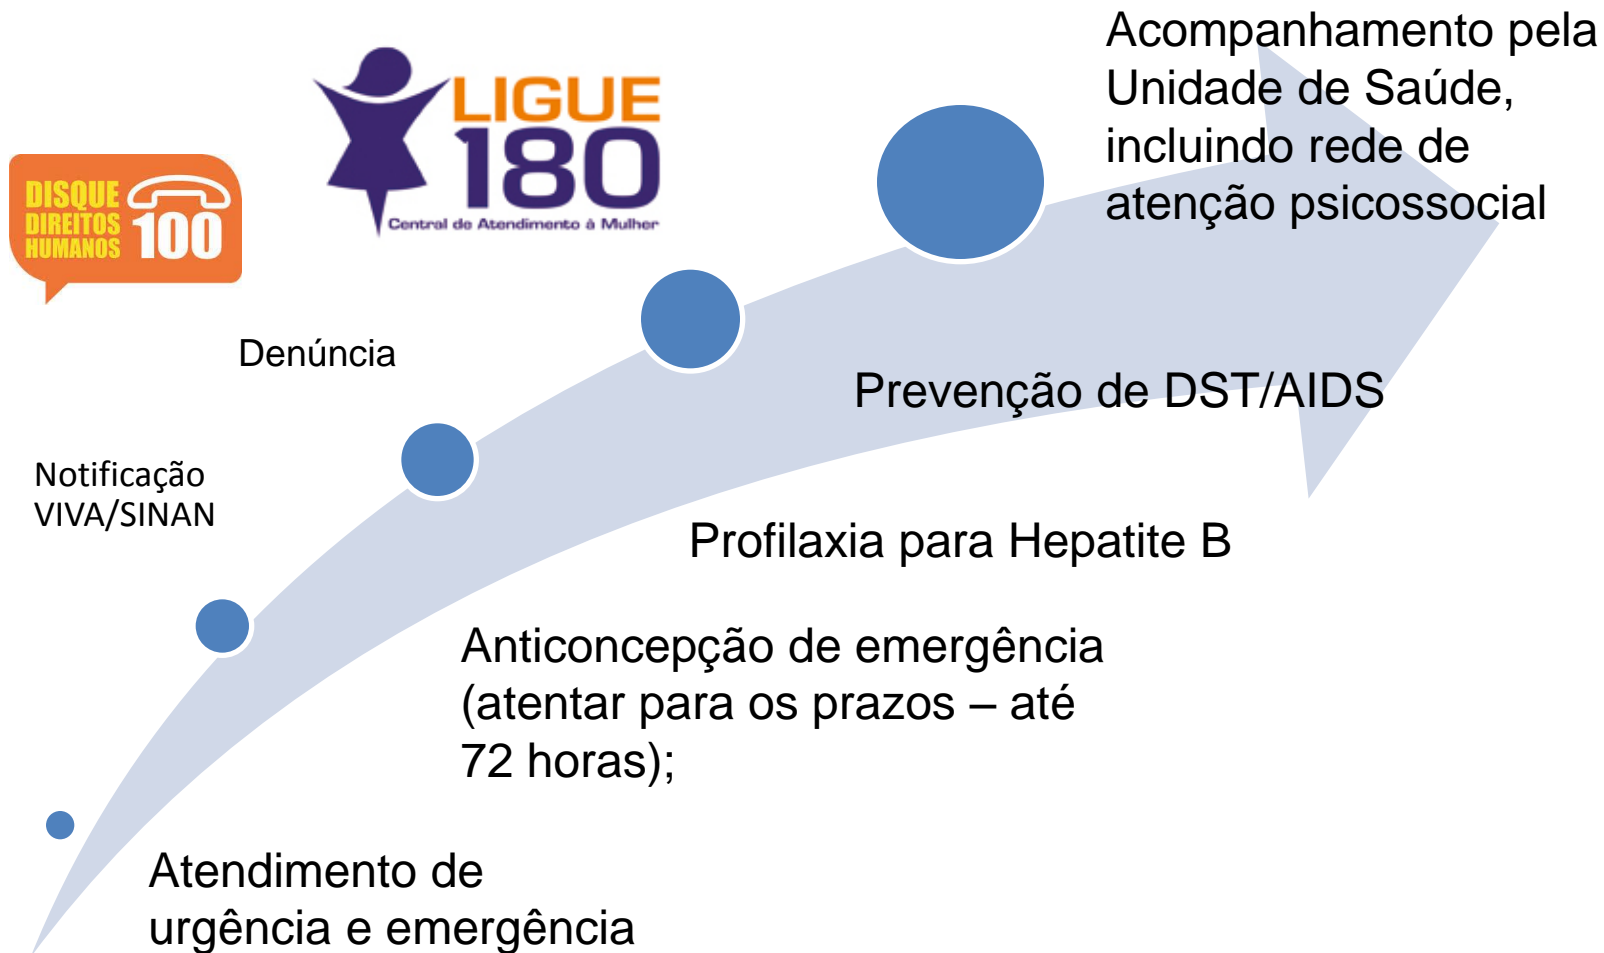 Acompanhamento pela
Unidade de Saúde,
incluindo rede de
atenção psicossocial
LIGUE
180
Central de Atendimento à Mulher
DISQUE
DIREITOS
HUMANOS
100
Denúncia
Prevenção de DST/AIDS
Notificação
VIVA/SINAN
Profilaxia para Hepatite B
Anticoncepção de emergência
(atentar para os prazos – até
72 horas);
Atendimento de
urgência e emergência